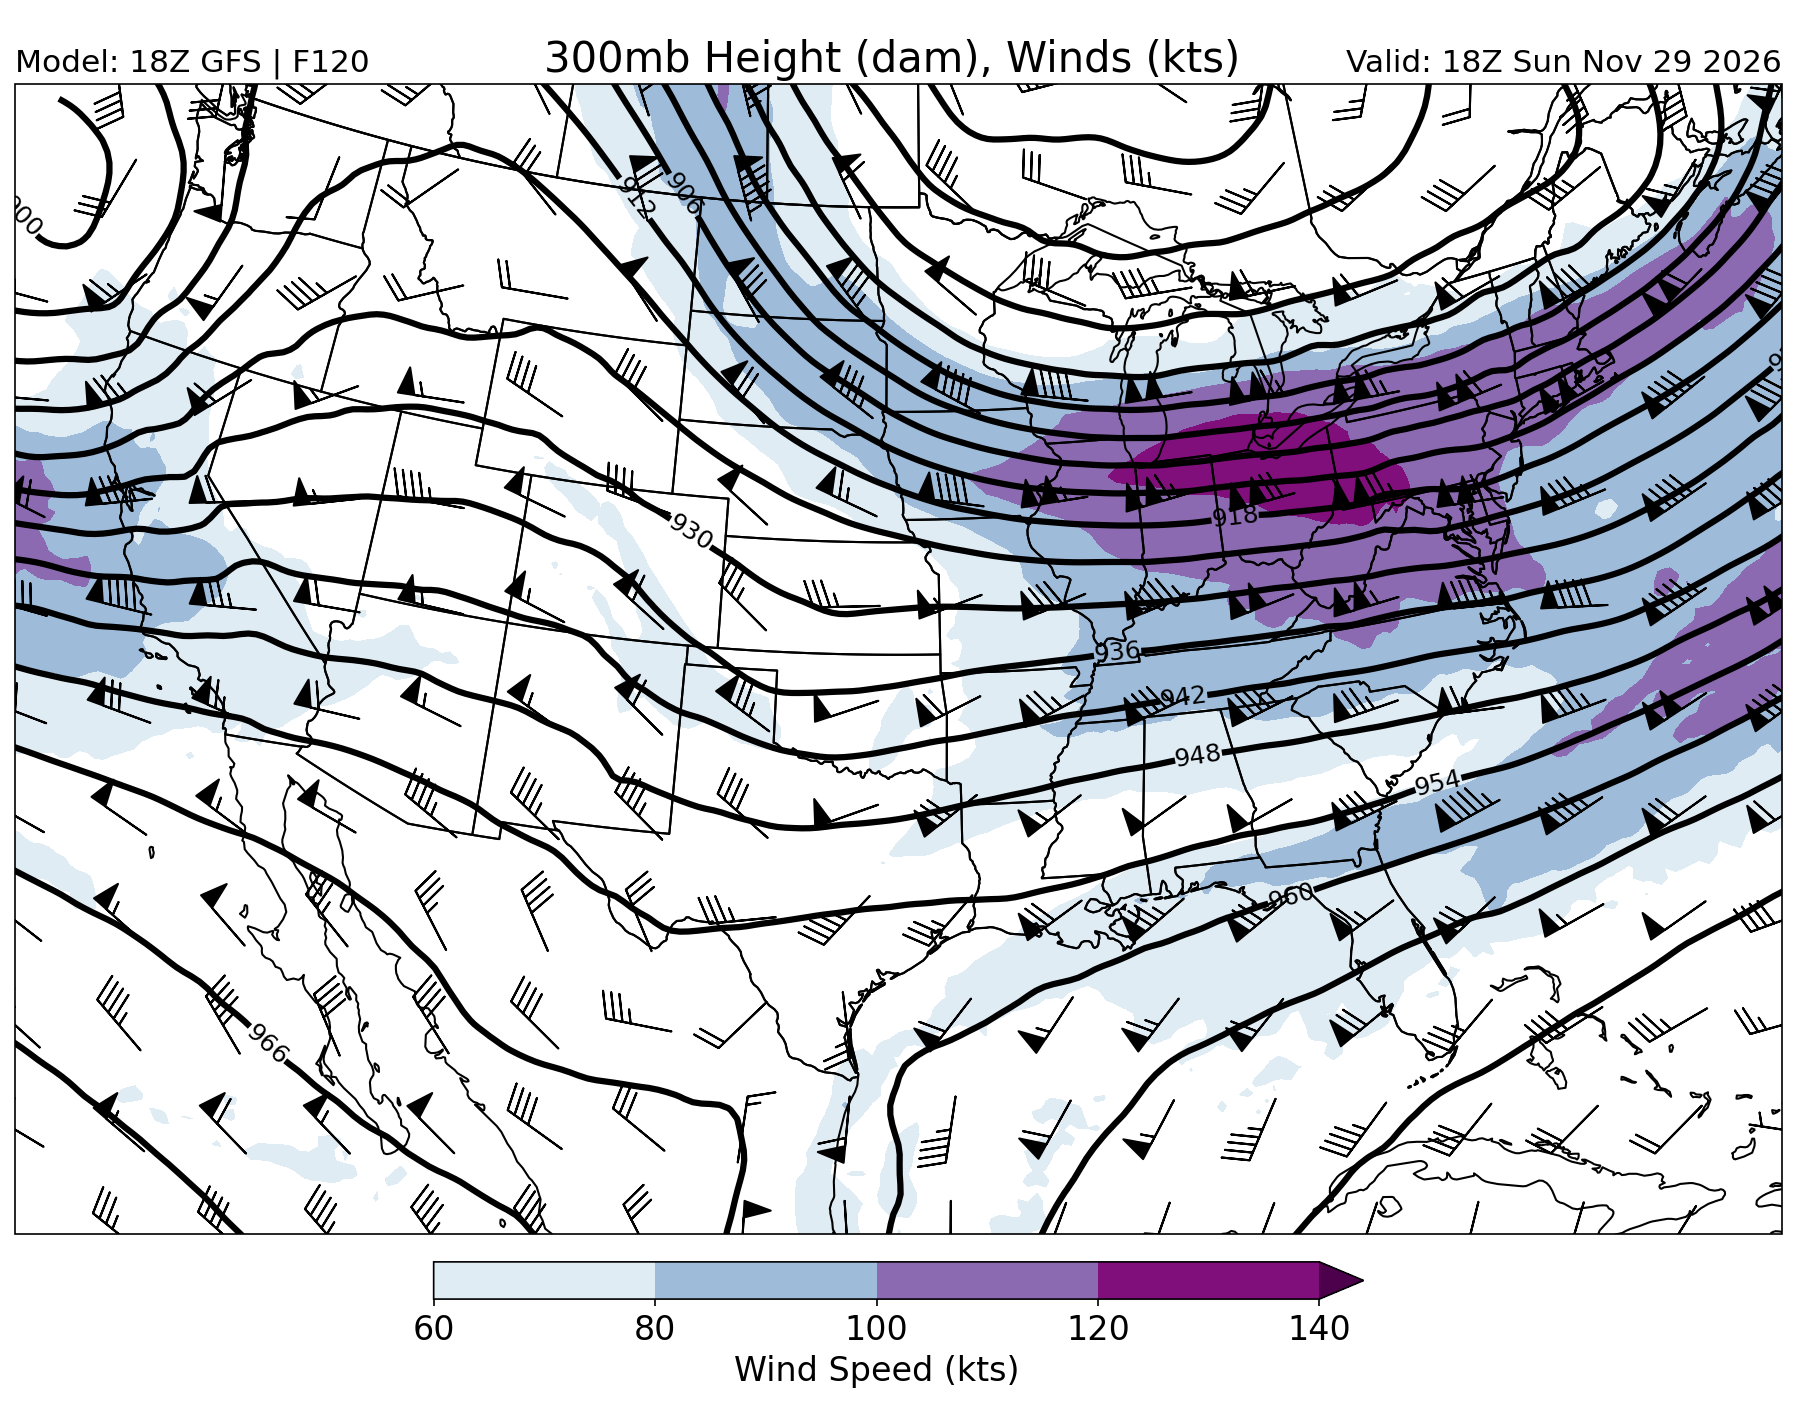 Model: 18Z GFS | F120
300mb Height (dam), Winds (kts)
Valid: 18Z Sun Nov 29 2026
900
912
906
930
918
936
942
948
954
960
966
60 80 100 120 140
Wind Speed (kts)